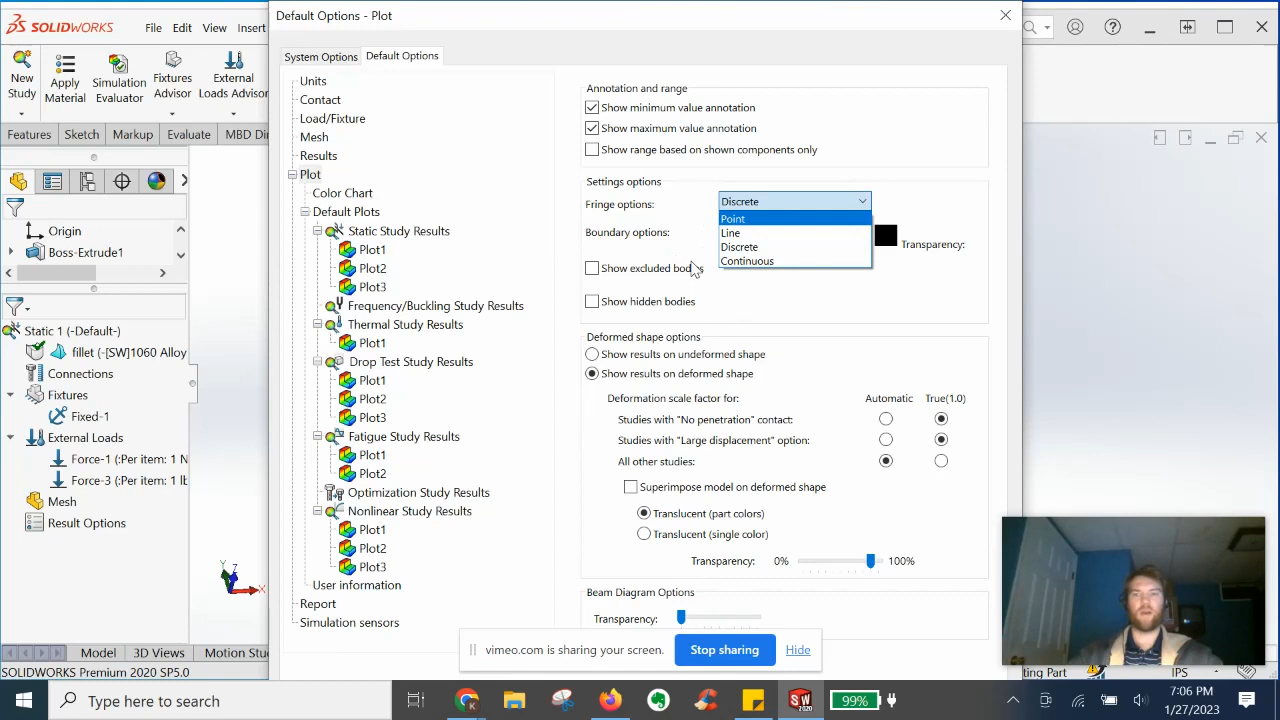 Default Options - Plot
SOLIDWORKS
File Edit View Insert
System Options Default Options
New Study
Apply Material
Simulation Evaluator
Fixtures Advisor
External Loads Advisor
Features Sketch Markup Evaluate MBD
Origin
Boss-Extrude1
Static 1 (-Default-)
fillet (-[SW]1060 Alloy
Connections
Fixtures
Fixed-1
External Loads
Force-1 (:Per item: 1 N
Force-3 (:Per item: 1
Mesh
Result Options
Units
Contact
Load/Fixture
Mesh
Results
Plot
Color Chart
Default Plots
Static Study Results
Plot1
Plot2
Plot3
Frequency/Buckling Study Results
Thermal Study Results
Plot1
Drop Test Study Results
Plot1
Plot2
Plot3
Fatigue Study Results
Plot1
Plot2
Optimization Study Results
Nonlinear Study Results
Plot1
Plot2
Plot3
User information
Report
Simulation sensors
Annotation and range
Show minimum value annotation
Show maximum value annotation
Show range based on shown components only
Settings options
Fringe options: Discrete
Point
Line
Discrete
Continuous
Boundary options:
Transparency:
Show excluded bodies
Show hidden bodies
Deformed shape options
Show results on undeformed shape
Show results on deformed shape
Deformation scale factor for: Automatic True(1.0)
Studies with "No penetration" contact:
Studies with "Large displacement" option:
All other studies:
Superimpose model on deformed shape
Translucent (part colors)
Translucent (single color)
Transparency: 0% 100%
Beam Diagram Options
Transparency:
vimeo.com is sharing your screen. Stop sharing Hide
Model 3D Views Motion
SOLIDWORKS Premium 2020 SP5.0
ting Part IPS
Type here to search
SW
2020
99%
7:06 PM
1/27/2023